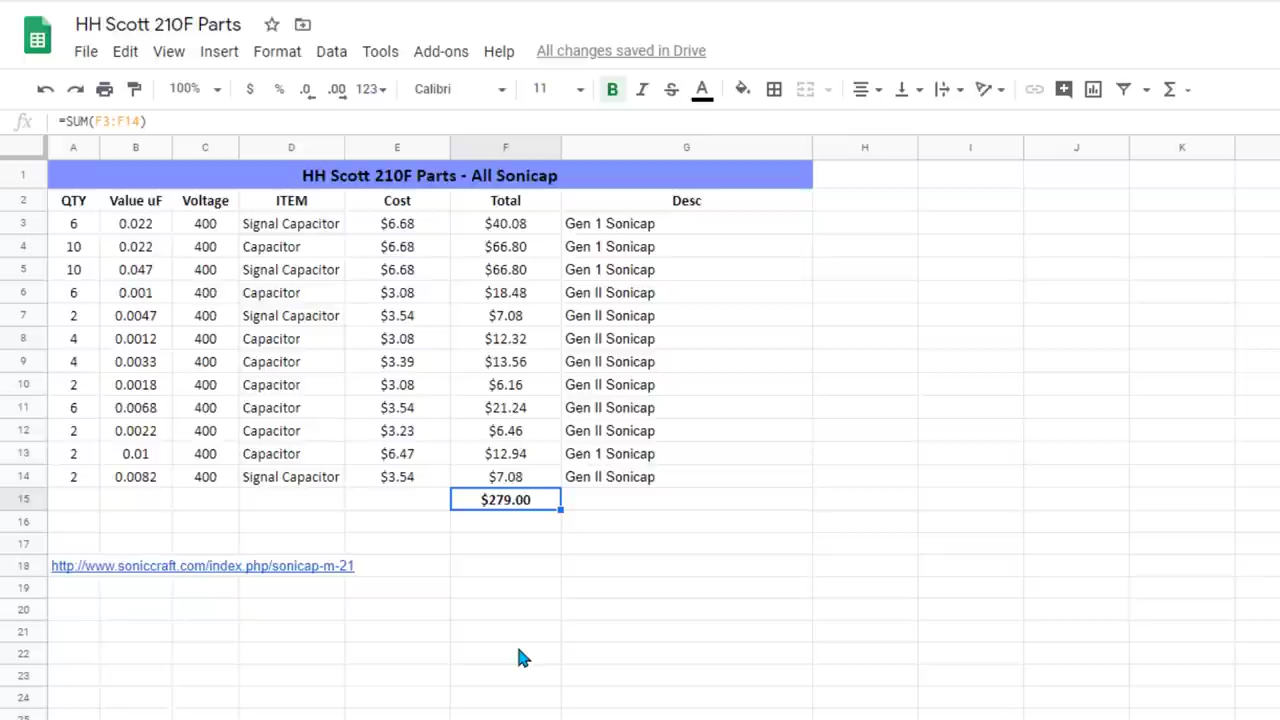 HH Scott 210F Parts
File Edit View Insert Format Data Tools Add-ons Help All changes saved in Drive
100% $ % .0 .00 123 Calibri 11 B I S A Σ
fx =SUM(F3:F14)
A B C D E F G H I J K
1 HH Scott 210F Parts - All Sonicap
2 QTY Value uF Voltage ITEM Cost Total Desc
3 6 0.022 400 Signal Capacitor $6.68 $40.08 Gen 1 Sonicap
4 10 0.022 400 Capacitor $6.68 $66.80 Gen 1 Sonicap
5 10 0.047 400 Signal Capacitor $6.68 $66.80 Gen 1 Sonicap
6 6 0.001 400 Capacitor $3.08 $18.48 Gen II Sonicap
7 2 0.0047 400 Signal Capacitor $3.54 $7.08 Gen II Sonicap
8 4 0.0012 400 Capacitor $3.08 $12.32 Gen II Sonicap
9 4 0.0033 400 Capacitor $3.39 $13.56 Gen II Sonicap
10 2 0.0018 400 Capacitor $3.08 $6.16 Gen II Sonicap
11 6 0.0068 400 Capacitor $3.54 $21.24 Gen II Sonicap
12 2 0.0022 400 Capacitor $3.23 $6.46 Gen II Sonicap
13 2 0.01 400 Capacitor $6.47 $12.94 Gen 1 Sonicap
14 2 0.0082 400 Signal Capacitor $3.54 $7.08 Gen II Sonicap
15 $279.00
16
17
18 http://www.soniccraft.com/index.php/sonicap-m-21
19
20
21
22
23
24
25